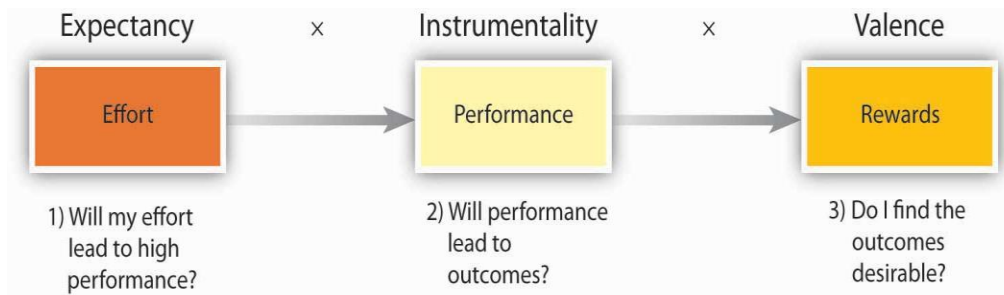 Expectancy x Instrumentality x Valence
Effort
Performance
Rewards
1) Will my effort
lead to high
performance?
2) Will performance
lead to
outcomes?
3) Do I find the
outcomes
desirable?